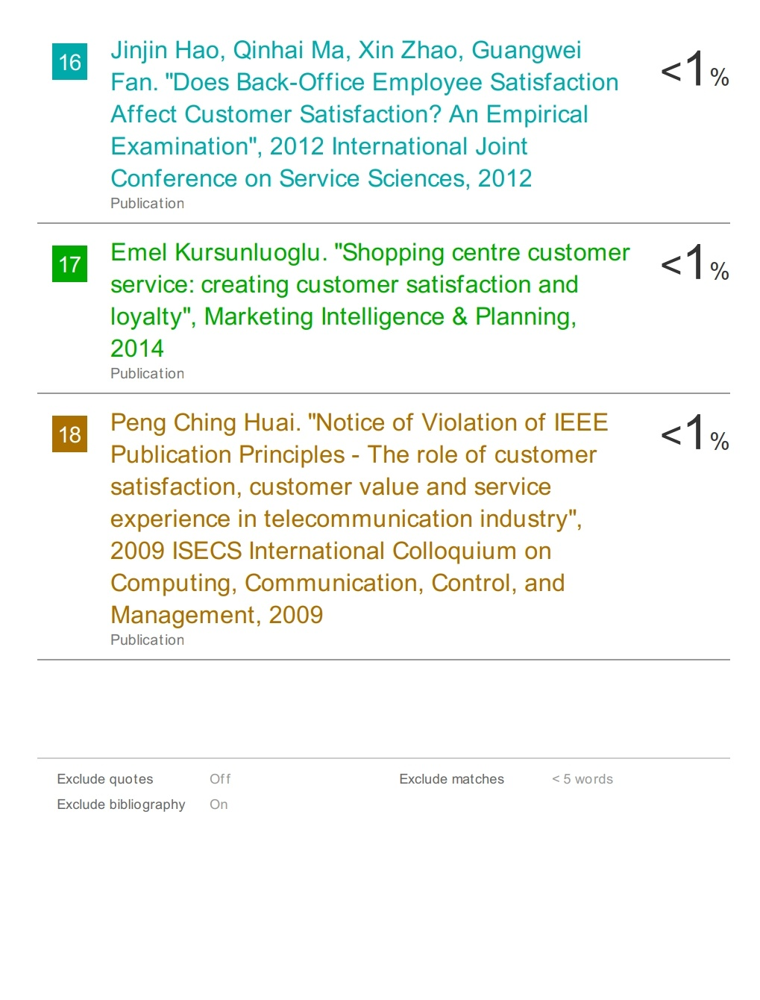 16
Jinjin Hao, Qinhai Ma, Xin Zhao, Guangwei
Fan. "Does Back-Office Employee Satisfaction
Affect Customer Satisfaction? An Empirical
Examination", 2012 International Joint
Conference on Service Sciences, 2012
Publication
<1%
17
Emel Kursunluoglu. "Shopping centre customer
service: creating customer satisfaction and
loyalty", Marketing Intelligence & Planning,
2014
Publication
<1%
18
Peng Ching Huai. "Notice of Violation of IEEE
Publication Principles - The role of customer
satisfaction, customer value and service
experience in telecommunication industry",
2009 ISECS International Colloquium on
Computing, Communication, Control, and
Management, 2009
Publication
<1%
Exclude quotes Off Exclude matches < 5 words
Exclude bibliography On